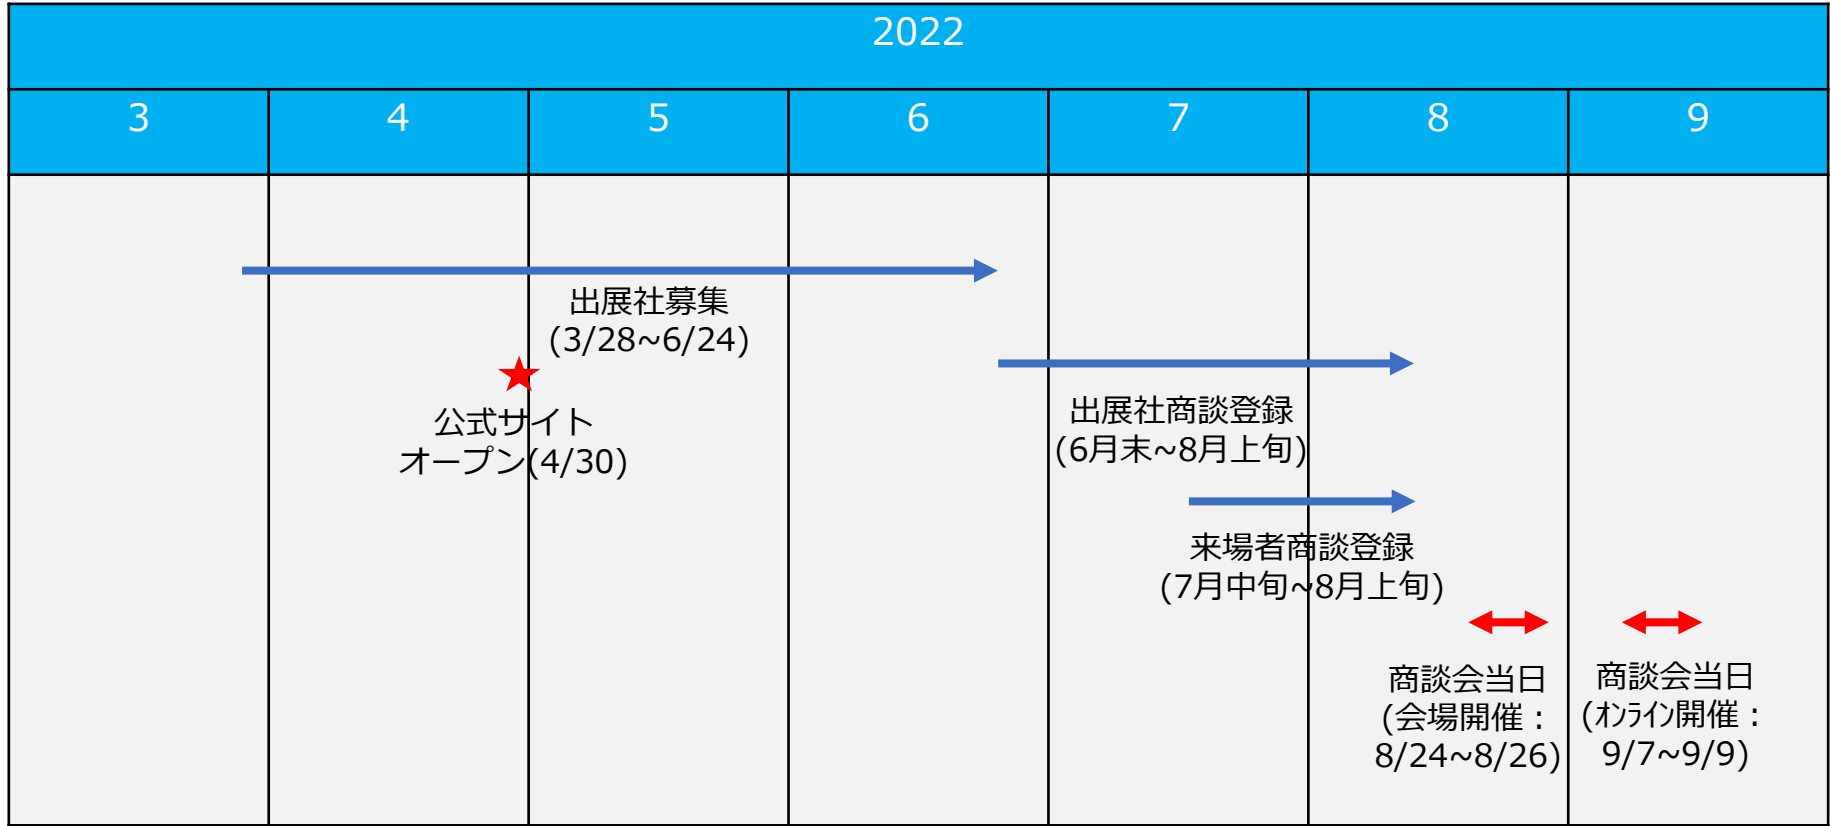 2022
3
4
5
6
7
8
9
出展社募集
(3/28~6/24)
公式サイト
オープン(4/30)
出展社商談登録
(6月末~8月上旬)
来場者商談登録
(7月中旬~8月上旬)
商談会当日
(会場開催：
8/24~8/26)
商談会当日
(ｵﾝﾗｲﾝ開催：
9/7~9/9)